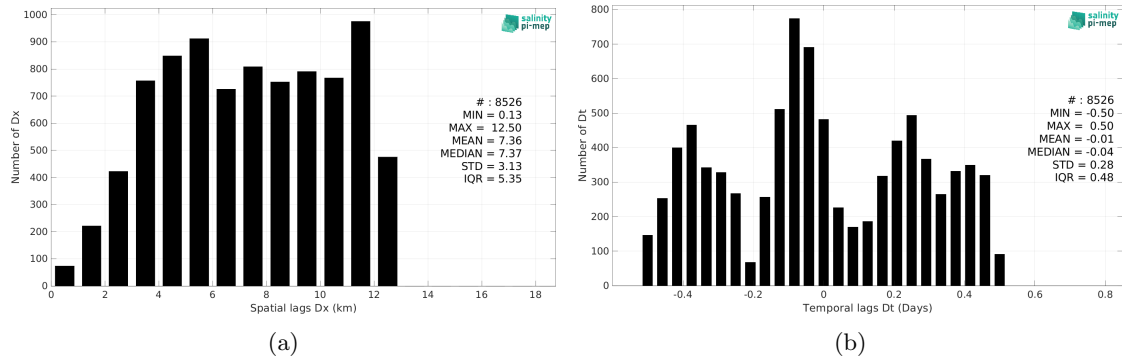 1000
900
800
700
600
500
400
300
200
100
0
0 2 4 6 8 10 12 14 16 18
Number of Dx
Spatial lags Dx (km)
salinity
pi-mep
# : 8526
MIN = 0.13
MAX = 12.50
MEAN = 7.36
MEDIAN = 7.37
STD = 3.13
IQR = 5.35
(a)
800
700
600
500
400
300
200
100
0
-0.4 -0.2 0 0.2 0.4 0.6 0.8
Number of Dt
Temporal lags Dt (Days)
salinity
pi-mep
# : 8526
MIN = -0.50
MAX = 0.50
MEAN = -0.01
MEDIAN = -0.04
STD = 0.28
IQR = 0.48
(b)